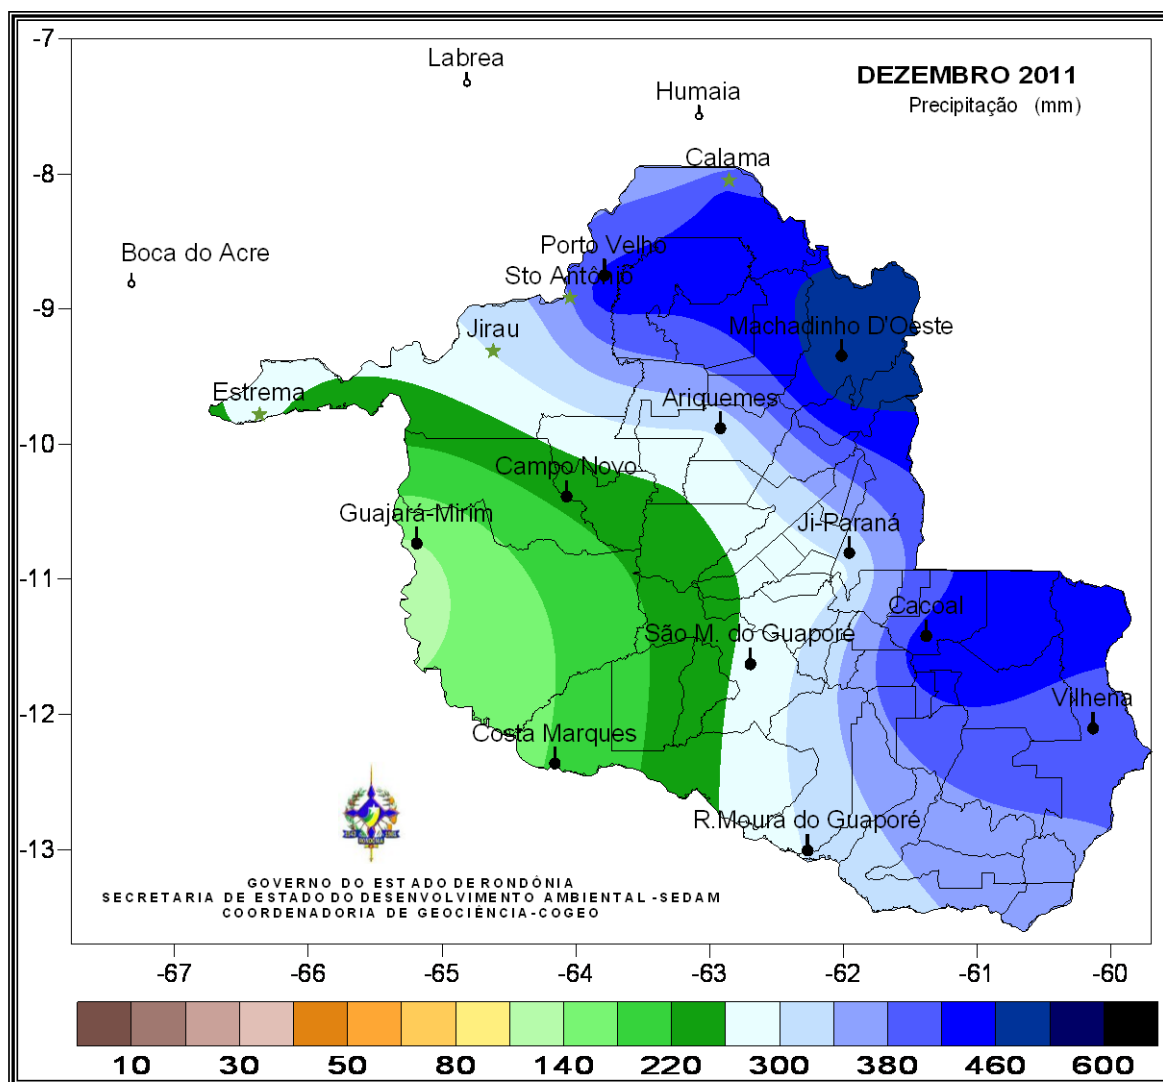 DEZEMBRO 2011
Precipitação (mm)
Labrea
Humaia
Calama
Boca do Acre
Porto Velho
Sto Antônio
Jirau
Machadinho D'Oeste
Estrema
Ariquemes
Campo Novo
Guajará-Mirim
Ji-Paraná
Cacoal
São M. do Guaporé
Vilhena
Costa Marques
R.Moura do Guaporé
GOVERNO DO ESTADO DE RONDÔNIA
SECRETARIA DE ESTADO DO DESENVOLVIMENTO AMBIENTAL -SEDAM
COORDENADORIA DE GEOCIÊNCIA-COGEO
-7
-8
-9
-10
-11
-12
-13
-67 -66 -65 -64 -63 -62 -61 -60
10 30 50 80 140 220 300 380 460 600